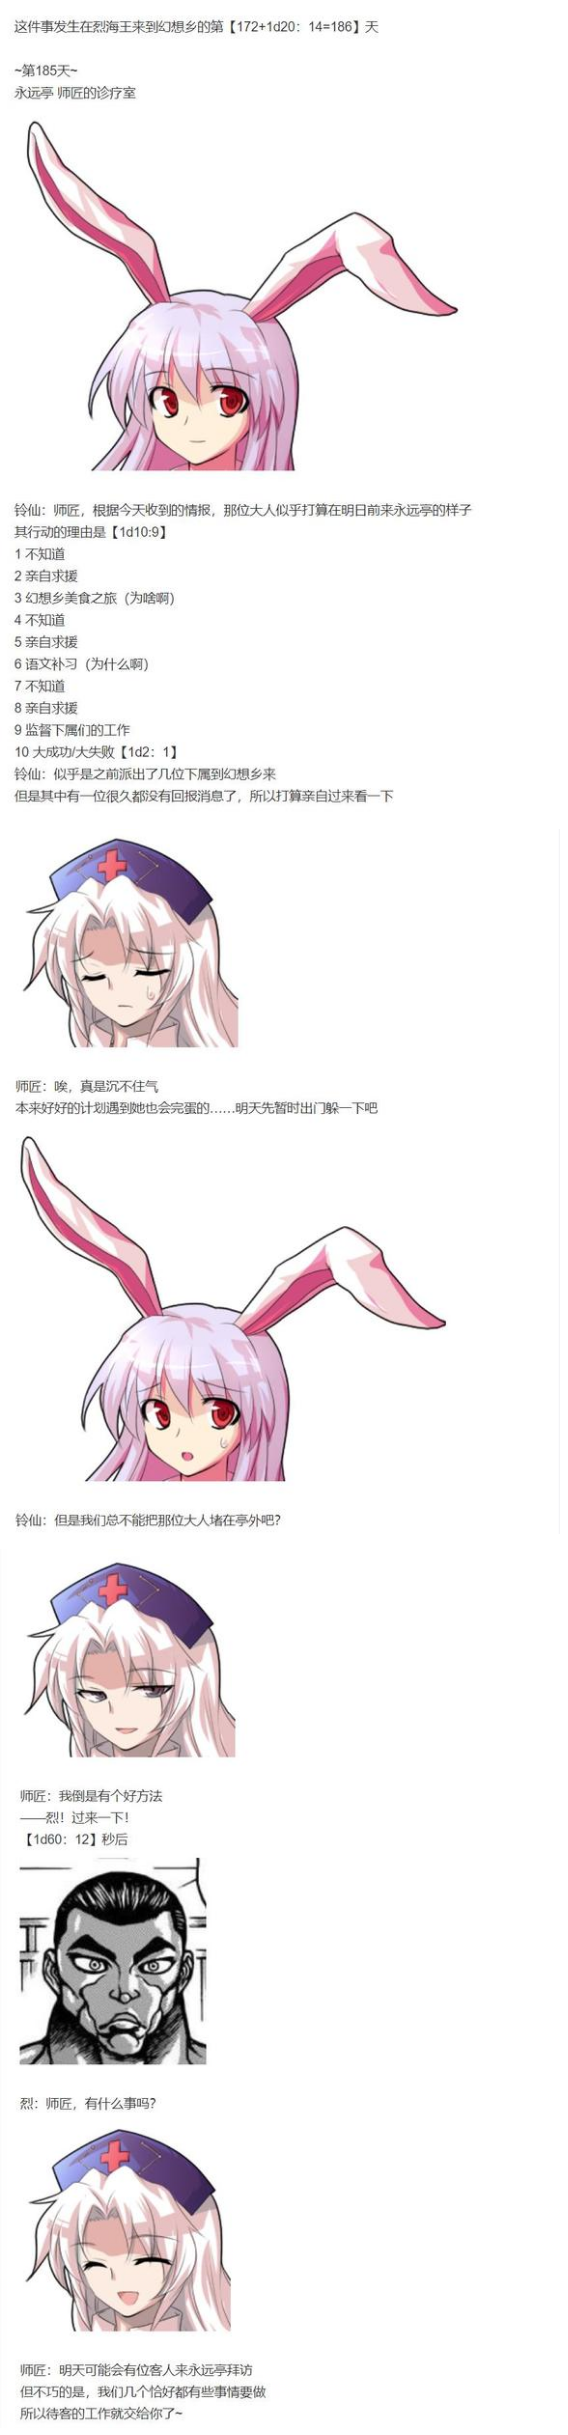 这件事发生在烈海王来到幻想乡的第【172+1d20：14=186】天
~第185天~
永远亭 师匠的诊疗室
铃仙：师匠，根据今天收到的情报，那位大人似乎打算在明日前来永远亭的样子
其行动的理由是【1d10:9】
1 不知道
2 亲自求援
3 幻想乡美食之旅（为啥啊）
4 不知道
5 亲自求援
6 语文补习（为什么啊）
7 不知道
8 亲自求援
9 监督下属们的工作
10 大成功/大失败【1d2：1】
铃仙：似乎是之前派出了几位下属到幻想乡来
但是其中有一位很久都没有回报消息了，所以打算亲自过来看一下
师匠：唉，真是沉不住气
本来好好的计划遇到她也会完蛋的……明天先暂时出门躲一下吧
铃仙：但是我们总不能把那位大人堵在亭外吧？
师匠：我倒是有个好方法
——烈！过来一下！
【1d60：12】秒后
烈：师匠，有什么事吗？
师匠：明天可能会有位客人来永远亭拜访
但不巧的是，我们几个恰好都有些事情要做
所以待客的工作就交给你了~